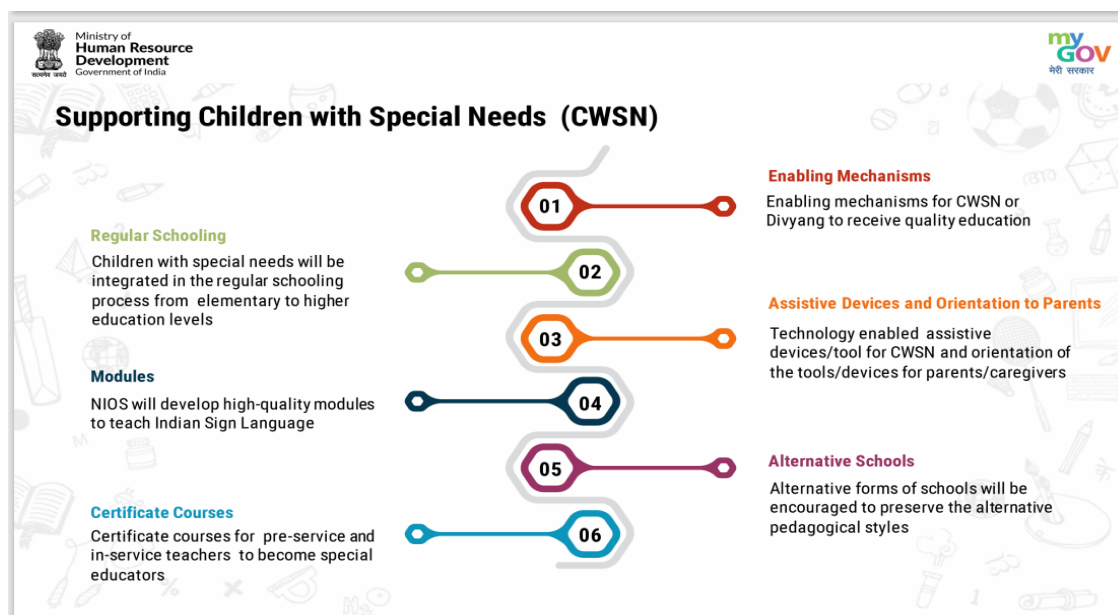 Ministry of
Human Resource
Development
Government of India
सत्यमेव जयते
my
GOV
मेरी सरकार
Supporting Children with Special Needs (CWSN)
01
Enabling Mechanisms
Enabling mechanisms for CWSN or
Divyang to receive quality education
Regular Schooling
Children with special needs will be
integrated in the regular schooling
process from elementary to higher
education levels
02
03
Assistive Devices and Orientation to Parents
Technology enabled assistive
devices/tool for CWSN and orientation of
the tools/devices for parents/caregivers
Modules
NIOS will develop high-quality modules
to teach Indian Sign Language
04
05
Alternative Schools
Alternative forms of schools will be
encouraged to preserve the alternative
pedagogical styles
Certificate Courses
Certificate courses for pre-service and
in-service teachers to become special
educators
06
M
%
H₂O
1